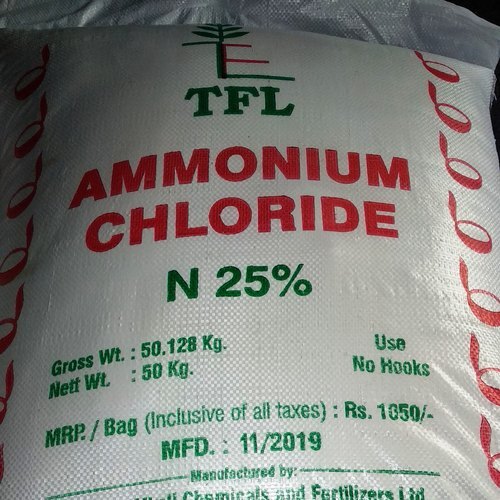 TFL
AMMONIUM
CHLORIDE
N 25%
Gross Wt. : 50.128 Kg.
Nett Wt. : 50 Kg.
Use
No Hooks
MRP. / Bag (Inclusive of all taxes) : Rs. 1050/-
MFD. : 11/2019
Manufactured by:
Chemicals and Fertilizers Ltd